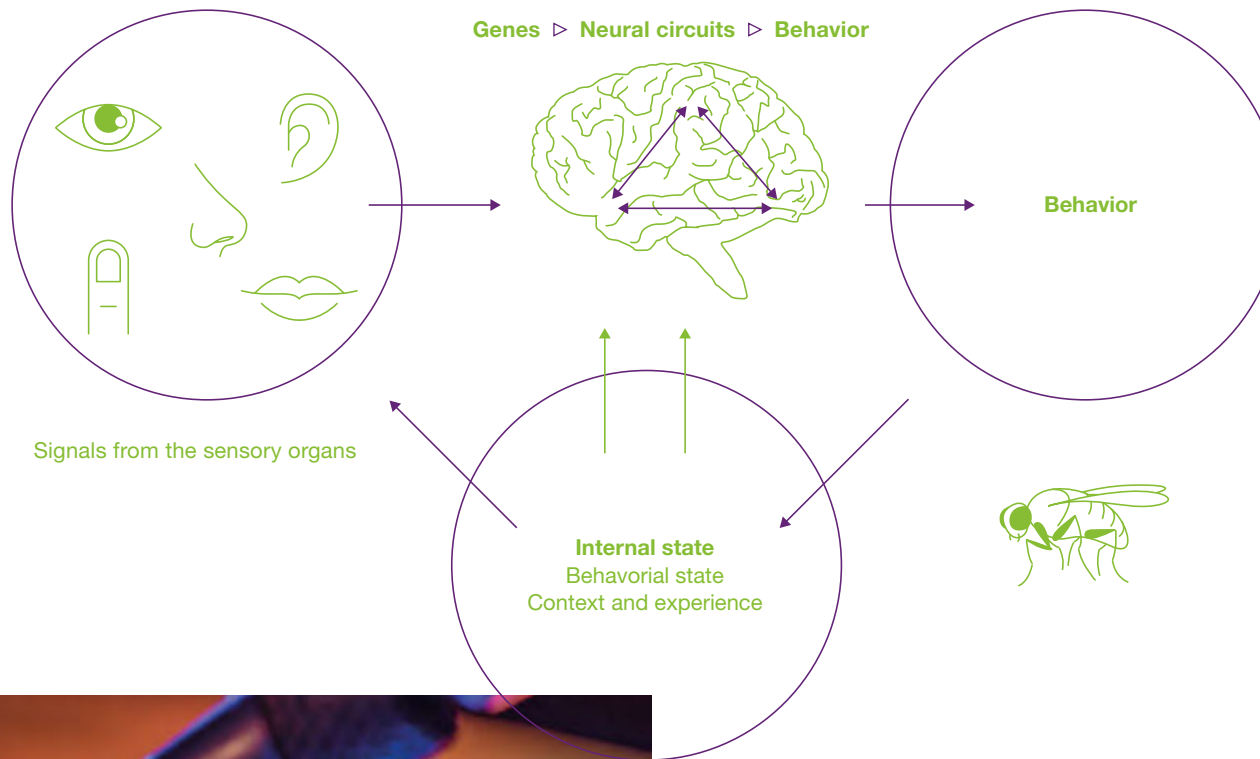 Genes ▷ Neural circuits ▷ Behavior
Behavior
Signals from the sensory organs
Internal state
Behavorial state
Context and experience